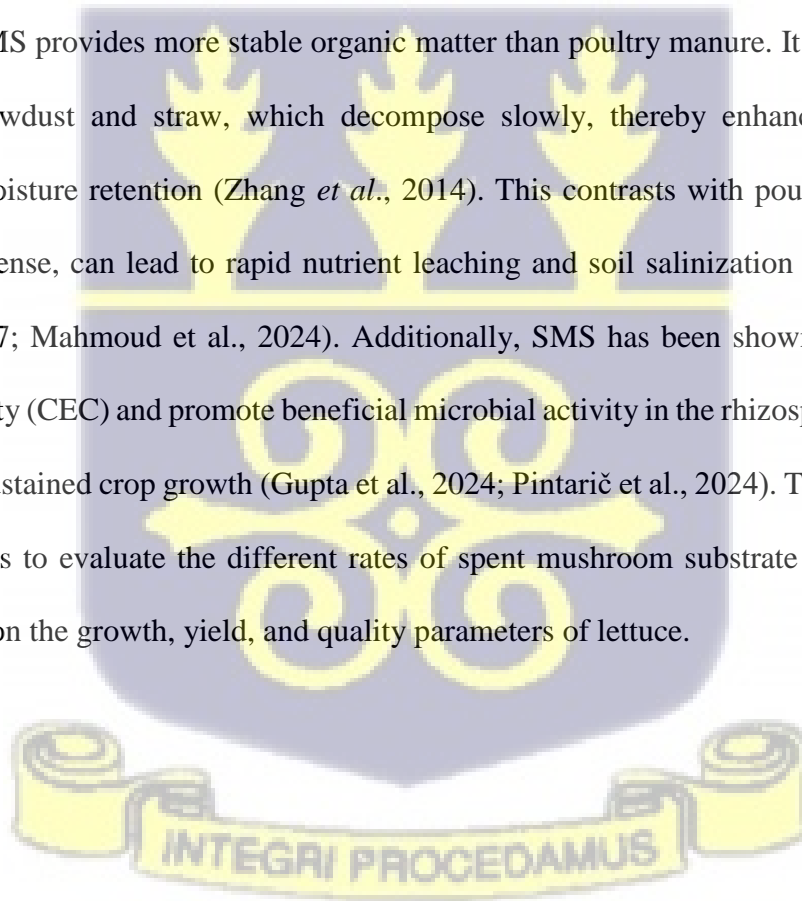 MS provides more stable organic matter than poultry manure. It
wdust and straw, which decompose slowly, thereby enhanc
oisture retention (Zhang et al., 2014). This contrasts with pou
ense, can lead to rapid nutrient leaching and soil salinization
7; Mahmoud et al., 2024). Additionally, SMS has been show
ty (CEC) and promote beneficial microbial activity in the rhizosp
stained crop growth (Gupta et al., 2024; Pintarič et al., 2024). T
s to evaluate the different rates of spent mushroom substrate
on the growth, yield, and quality parameters of lettuce.
INTEGRI PROCEDAMUS